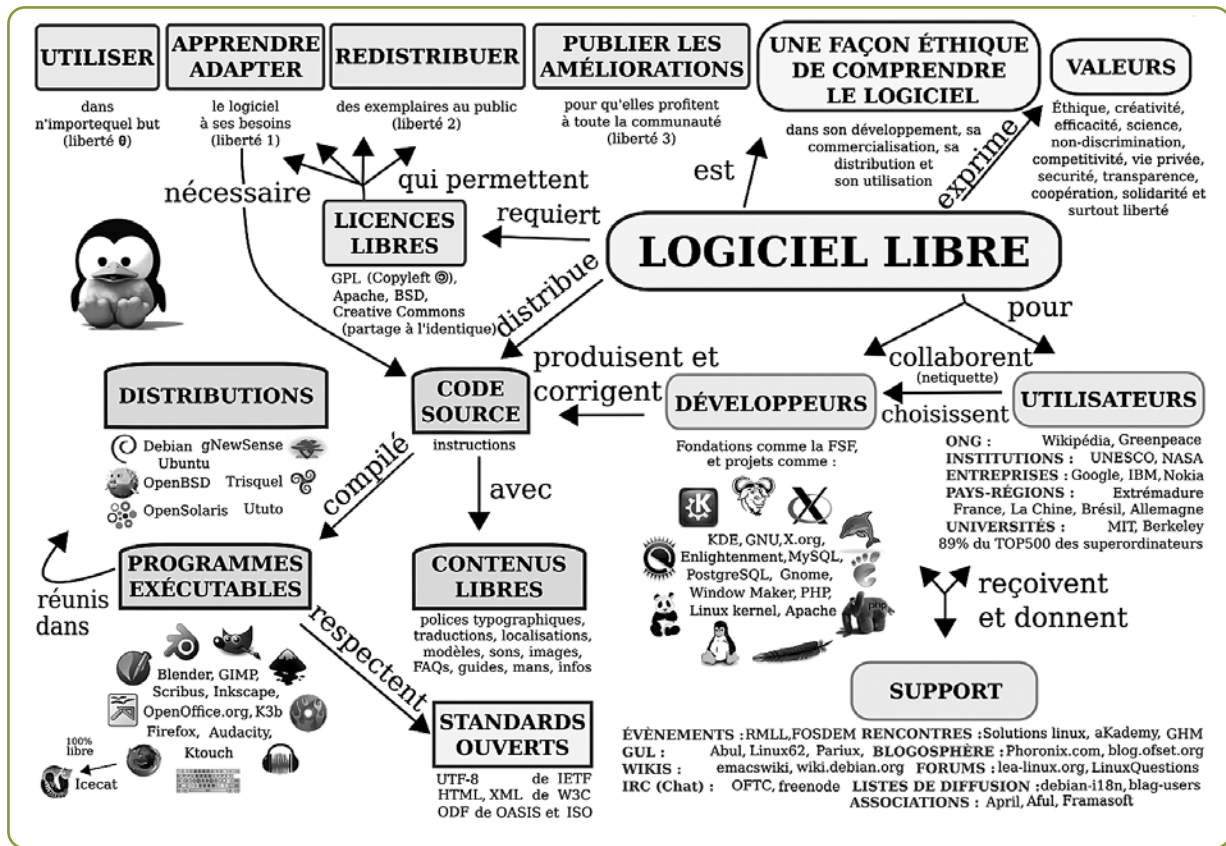 UTILISER
dans
n'importequel but
(liberté 0)
APPRENDRE
ADAPTER
le logiciel
à ses besoins
(liberté 1)
REDISTRIBUER
des exemplaires au public
(liberté 2)
PUBLIER LES
AMÉLIORATIONS
pour qu'elles profitent
à toute la communauté
(liberté 3)
UNE FAÇON ÉTHIQUE
DE COMPRENDRE
LE LOGICIEL
dans son développement, sa
commercialisation, sa
distribution et
son utilisation
VALEURS
Éthique, créativité,
efficacité, science,
non-discrimination,
competitivité, vie privée,
securité, transparence,
coopération, solidarité et
surtout liberté
nécessaire
qui permettent
est
exprime
LICENCES
LIBRES
requiert
GPL (Copyleft 🄯),
Apache, BSD,
Creative Commons
(partage à l'identique)
LOGICIEL LIBRE
distribue
pour
produisent et
corrigent
collaborent
(netiquette)
choisissent
DISTRIBUTIONS
Debian gNewSense
Ubuntu
OpenBSD Trisquel
OpenSolaris Ututo
CODE
SOURCE
instructions
DÉVELOPPEURS
Fondations comme la FSF,
et projets comme :
KDE, GNU,X.org,
Enlightenment,MySQL,
PostgreSQL, Gnome,
Window Maker, PHP,
Linux kernel, Apache
php
UTILISATEURS
ONG : Wikipédia, Greenpeace
INSTITUTIONS : UNESCO, NASA
ENTREPRISES : Google, IBM, Nokia
PAYS-RÉGIONS : Extrémadure
France, La Chine, Brésil, Allemagne
UNIVERSITÉS : MIT, Berkeley
89% du TOP500 des superordinateurs
compilé
avec
PROGRAMMES
EXÉCUTABLES
réunis
dans
respectent
Blender, GIMP,
Scribus, Inkscape,
OpenOffice.org, K3b
Firefox, Audacity,
Ktouch
100%
libre
Icecat
CONTENUS
LIBRES
polices typographiques,
traductions, localisations,
modèles, sons, images,
FAQs, guides, mans, infos
STANDARDS
OUVERTS
UTF-8 de IETF
HTML, XML de W3C
ODF de OASIS et ISO
reçoivent
et donnent
SUPPORT
ÉVÈNEMENTS :RMLL,FOSDEM RENCONTRES :Solutions linux, aKademy, GHM
GUL : Abul, Linux62, Pariux, BLOGOSPHÈRE : Phoronix.com, blog.ofset.org
WIKIS : emacswiki, wiki.debian.org FORUMS : lea-linux.org, LinuxQuestions
IRC (Chat) : OFTC, freenode LISTES DE DIFFUSION :debian-i18n, blag-users
ASSOCIATIONS : April, Aful, Framasoft